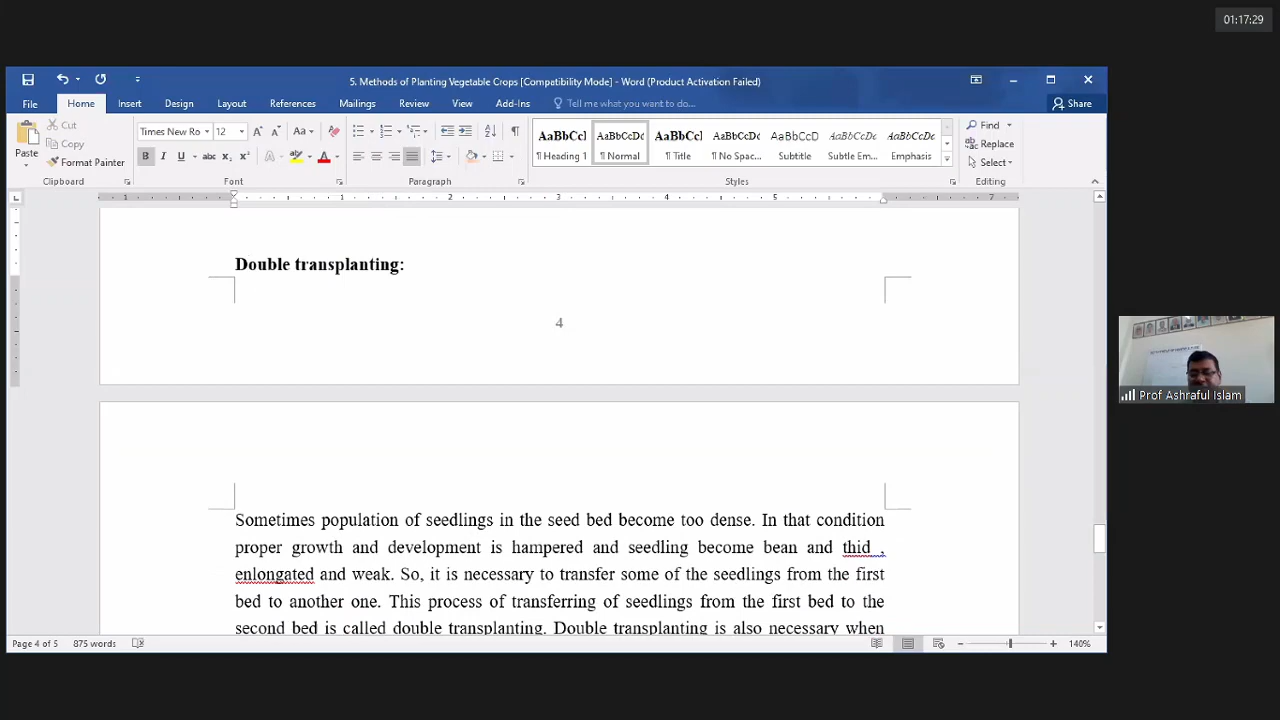 01:17:29
5. Methods of Planting Vegetable Crops [Compatibility Mode] - Word (Product Activation Failed)
File Home Insert Design Layout References Mailings Review View Add-Ins Tell me what you want to do... Share
Paste Cut Copy Format Painter
Times New Ro 12
AaBbCcI AaBbCcDc AaBbCcI AaBbCcDc AaBbCcD AaBbCcDc AaBbCcDc
¶ Heading 1 ¶ Normal ¶ Title ¶ No Spac... Subtitle Subtle Em... Emphasis
Find Replace Select
Clipboard Font Paragraph Styles Editing
1 1 2 3 4 5 7
Double transplanting:
4
Sometimes population of seedlings in the seed bed become too dense. In that condition
proper growth and development is hampered and seedling become bean and thid ,
enlongated and weak. So, it is necessary to transfer some of the seedlings from the first
bed to another one. This process of transferring of seedlings from the first bed to the
second bed is called double transplanting. Double transplanting is also necessary when
Prof Ashraful Islam
Page 4 of 5 875 words 140%